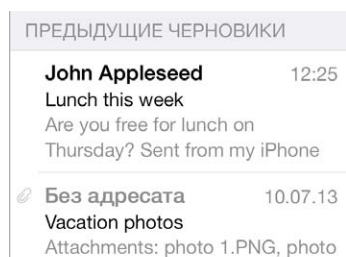 ПРЕДЫДУЩИЕ ЧЕРНОВИКИ
John Appleseed 12:25
Lunch this week
Are you free for lunch on
Thursday? Sent from my iPhone
Без адресата 10.07.13
Vacation photos
Attachments: photo 1.PNG, photo